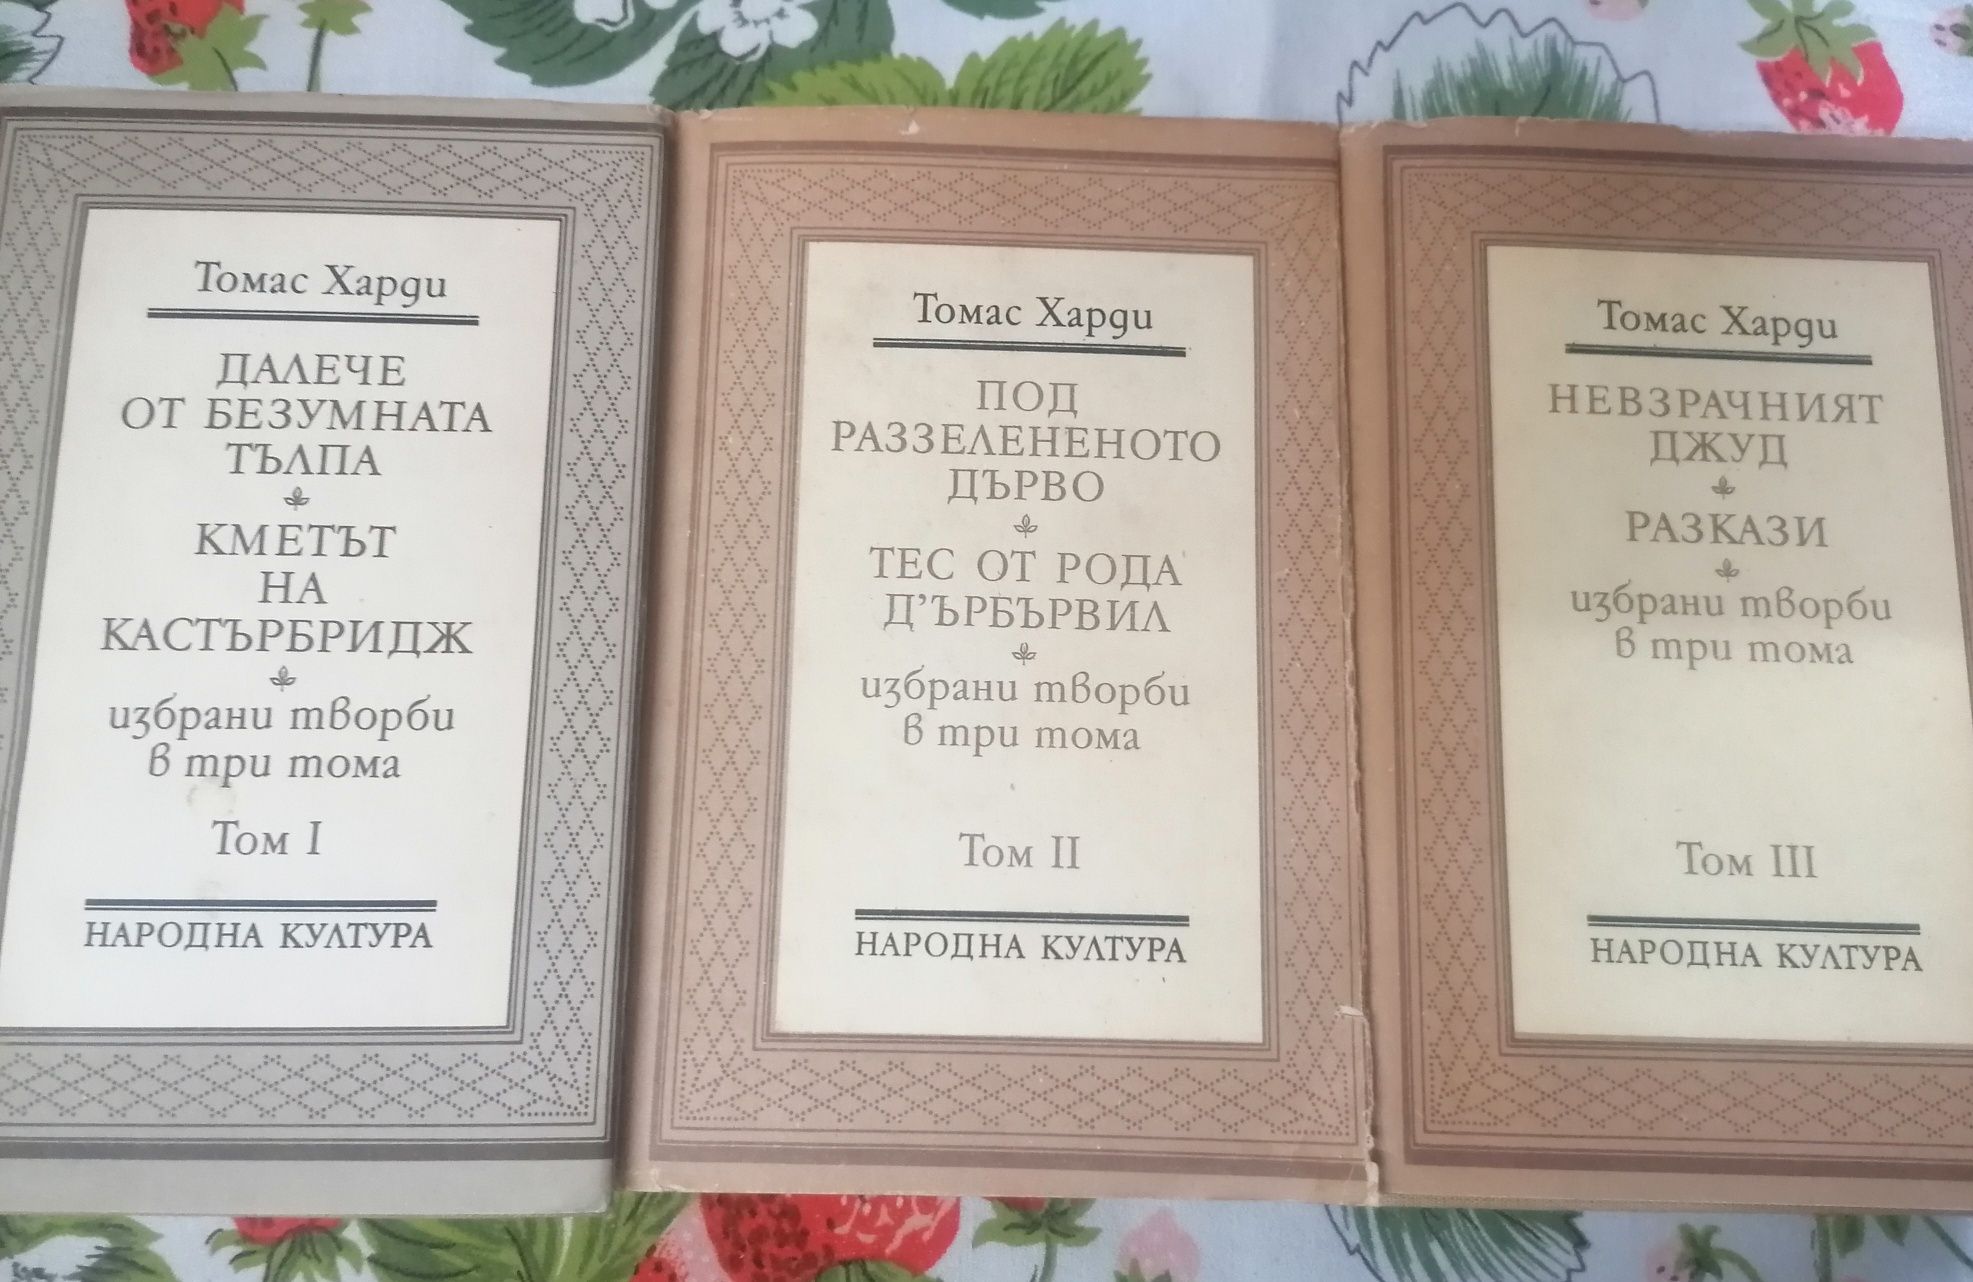 Томас Харди
ДАЛЕЧЕ
ОТ БЕЗУМНАТА
ТЪЛПА
КМЕТЪТ
НА
КАСТЪРБРИДЖ
избрани творби
в три тома
Том I
НАРОДНА КУЛТУРА
Томас Харди
ПОД
РАЗЗЕЛЕНЕНОТО
ДЪРВО
ТЕС ОТ РОДА
Д'ЪРБЪРВИЛ
избрани творби
в три тома
Том II
НАРОДНА КУЛТУРА
Томас Харди
НЕВЗРАЧНИЯТ
ДЖУД
РАЗКАЗИ
избрани творби
в три тома
Том III
НАРОДНА КУЛТУРА